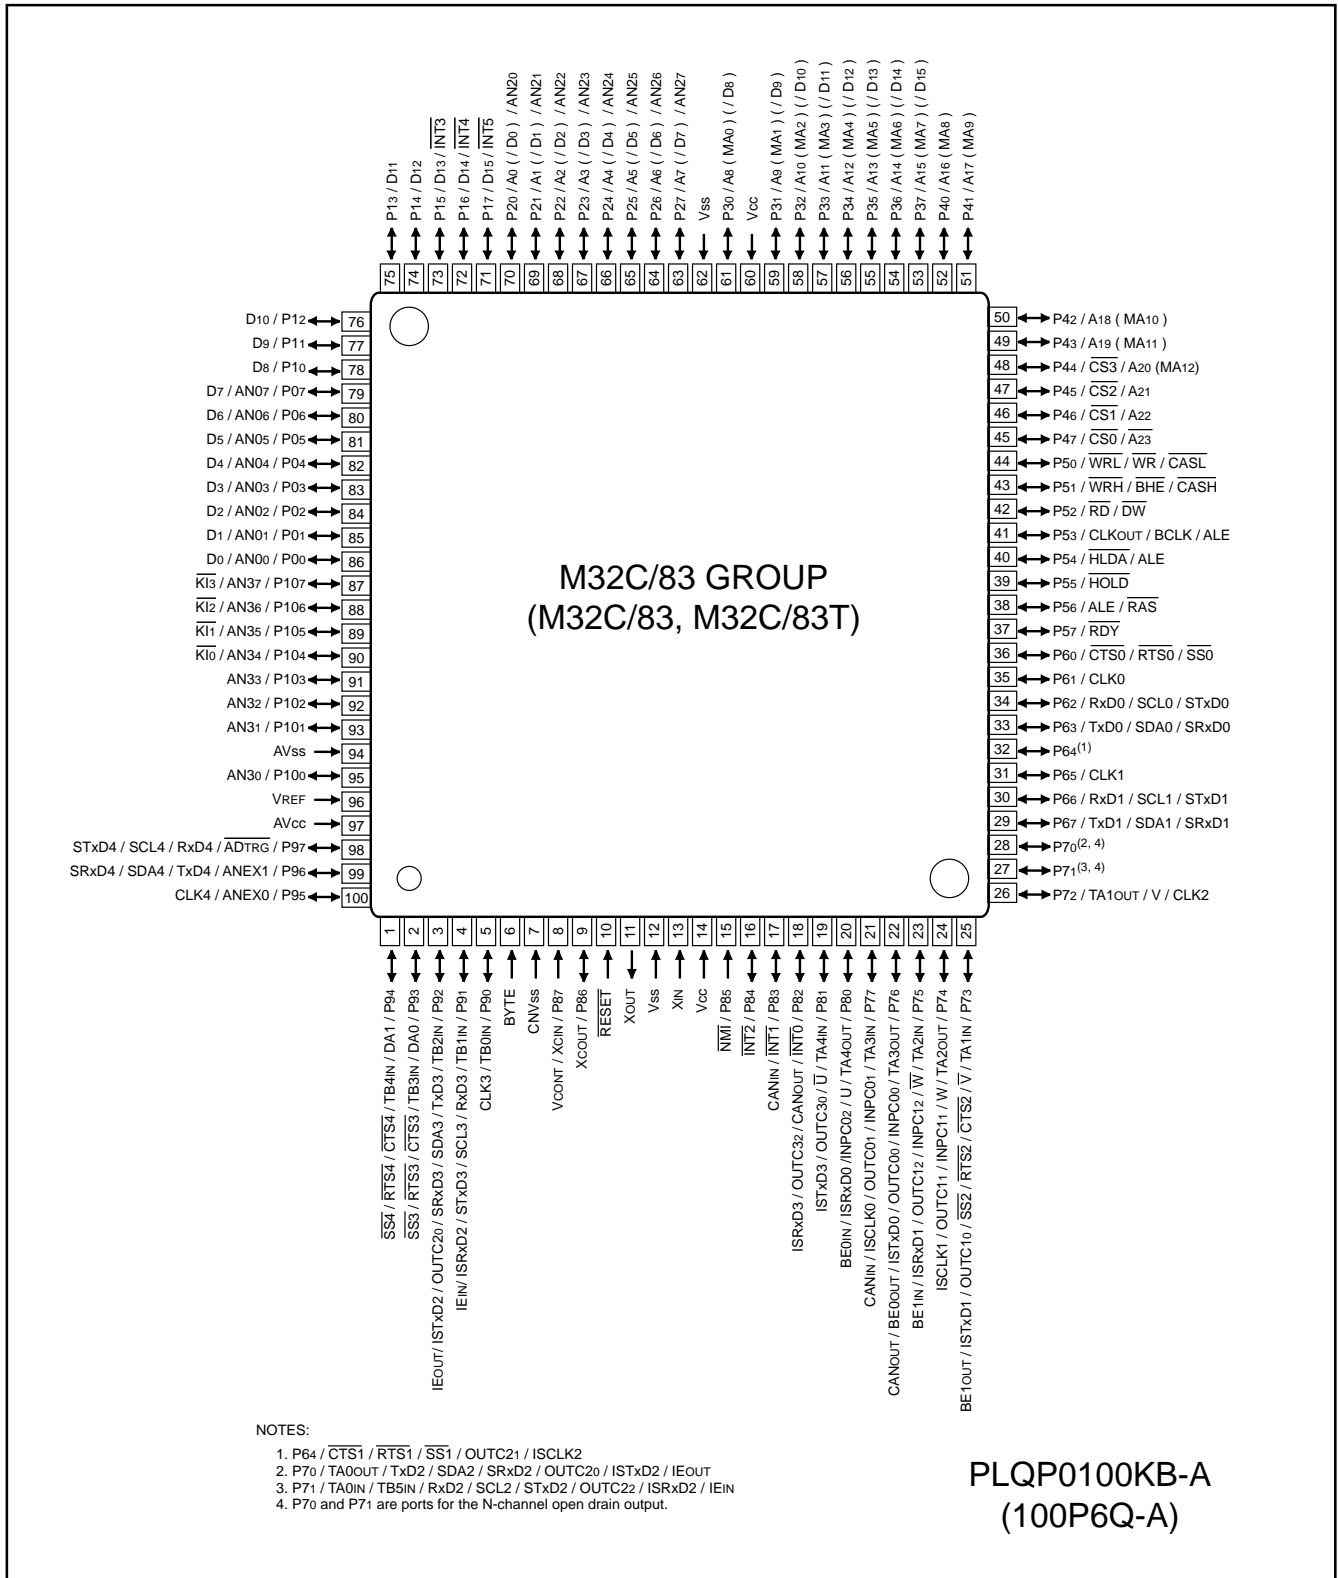 P13 / D11
P14 / D12
P15 / D13 / INT3
P16 / D14 / INT4
P17 / D15 / INT5
P20 / A0 ( / D0 ) / AN20
P21 / A1 ( / D1 ) / AN21
P22 / A2 ( / D2 ) / AN22
P23 / A3 ( / D3 ) / AN23
P24 / A4 ( / D4 ) / AN24
P25 / A5 ( / D5 ) / AN25
P26 / A6 ( / D6 ) / AN26
P27 / A7 ( / D7 ) / AN27
Vss
P30 / A8 ( MA0 ) ( / D8 )
Vcc
P31 / A9 ( MA1 ) ( / D9 )
P32 / A10 ( MA2 ) ( / D10 )
P33 / A11 ( MA3 ) ( / D11 )
P34 / A12 ( MA4 ) ( / D12 )
P35 / A13 ( MA5 ) ( / D13 )
P36 / A14 ( MA6 ) ( / D14 )
P37 / A15 ( MA7 ) ( / D15 )
P40 / A16 ( MA8 )
P41 / A17 ( MA9 )
75 74 73 72 71 70 69 68 67 66 65 64 63 62 61 60 59 58 57 56 55 54 53 52 51
D10 / P12 76
D9 / P11 77
D8 / P10 78
D7 / AN07 / P07 79
D6 / AN06 / P06 80
D5 / AN05 / P05 81
D4 / AN04 / P04 82
D3 / AN03 / P03 83
D2 / AN02 / P02 84
D1 / AN01 / P01 85
D0 / AN00 / P00 86
KI3 / AN37 / P107 87
KI2 / AN36 / P106 88
KI1 / AN35 / P105 89
KI0 / AN34 / P104 90
AN33 / P103 91
AN32 / P102 92
AN31 / P101 93
AVss 94
AN30 / P100 95
VREF 96
AVcc 97
STxD4 / SCL4 / RxD4 / ADTRG / P97 98
SRxD4 / SDA4 / TxD4 / ANEX1 / P96 99
CLK4 / ANEX0 / P95 100
M32C/83 GROUP
(M32C/83, M32C/83T)
50 P42 / A18 ( MA10 )
49 P43 / A19 ( MA11 )
48 P44 / CS3 / A20 (MA12)
47 P45 / CS2 / A21
46 P46 / CS1 / A22
45 P47 / CS0 / A23
44 P50 / WRL / WR / CASL
43 P51 / WRH / BHE / CASH
42 P52 / RD / DW
41 P53 / CLKOUT / BCLK / ALE
40 P54 / HLDA / ALE
39 P55 / HOLD
38 P56 / ALE / RAS
37 P57 / RDY
36 P60 / CTS0 / RTS0 / SS0
35 P61 / CLK0
34 P62 / RxD0 / SCL0 / STxD0
33 P63 / TxD0 / SDA0 / SRxD0
32 P64(1)
31 P65 / CLK1
30 P66 / RxD1 / SCL1 / STxD1
29 P67 / TxD1 / SDA1 / SRxD1
28 P70(2, 4)
27 P71(3, 4)
26 P72 / TA1OUT / V / CLK2
1 2 3 4 5 6 7 8 9 10 11 12 13 14 15 16 17 18 19 20 21 22 23 24 25
SS4 / RTS4 / CTS4 / TB4IN / DA1 / P94
SS3 / RTS3 / CTS3 / TB3IN / DA0 / P93
IEOUT/ ISTxD2 / OUTC20 / SRxD3 / SDA3 / TxD3 / TB2IN / P92
IEIN/ ISRxD2 / STxD3 / SCL3 / RxD3 / TB1IN / P91
CLK3 / TB0IN / P90
BYTE
CNVss
VCONT / XCIN / P87
XCOUT / P86
RESET
XOUT
Vss
XIN
Vcc
NMI / P85
INT2 / P84
CANIN / INT1 / P83
ISRxD3 / OUTC32 / CANOUT / INT0 / P82
ISTxD3 / OUTC30 / U / TA4IN / P81
BE0IN / ISRxD0 /INPC02 / U / TA4OUT / P80
CANIN / ISCLK0 / OUTC01 / INPC01 / TA3IN / P77
CANOUT / BE0OUT / ISTxD0 / OUTC00 / INPC00 / TA3OUT / P76
BE1IN / ISRxD1 / OUTC12 / INPC12 / W / TA2IN / P75
ISCLK1 / OUTC11 / INPC11 / W / TA2OUT / P74
BE1OUT / ISTxD1 / OUTC10 / SS2 / RTS2 / CTS2 / V / TA1IN / P73
NOTES:
1. P64 / CTS1 / RTS1 / SS1 / OUTC21 / ISCLK2
2. P70 / TA0OUT / TxD2 / SDA2 / SRxD2 / OUTC20 / ISTxD2 / IEOUT
3. P71 / TA0IN / TB5IN / RxD2 / SCL2 / STxD2 / OUTC22 / ISRxD2 / IEIN
4. P70 and P71 are ports for the N-channel open drain output.
PLQP0100KB-A
(100P6Q-A)